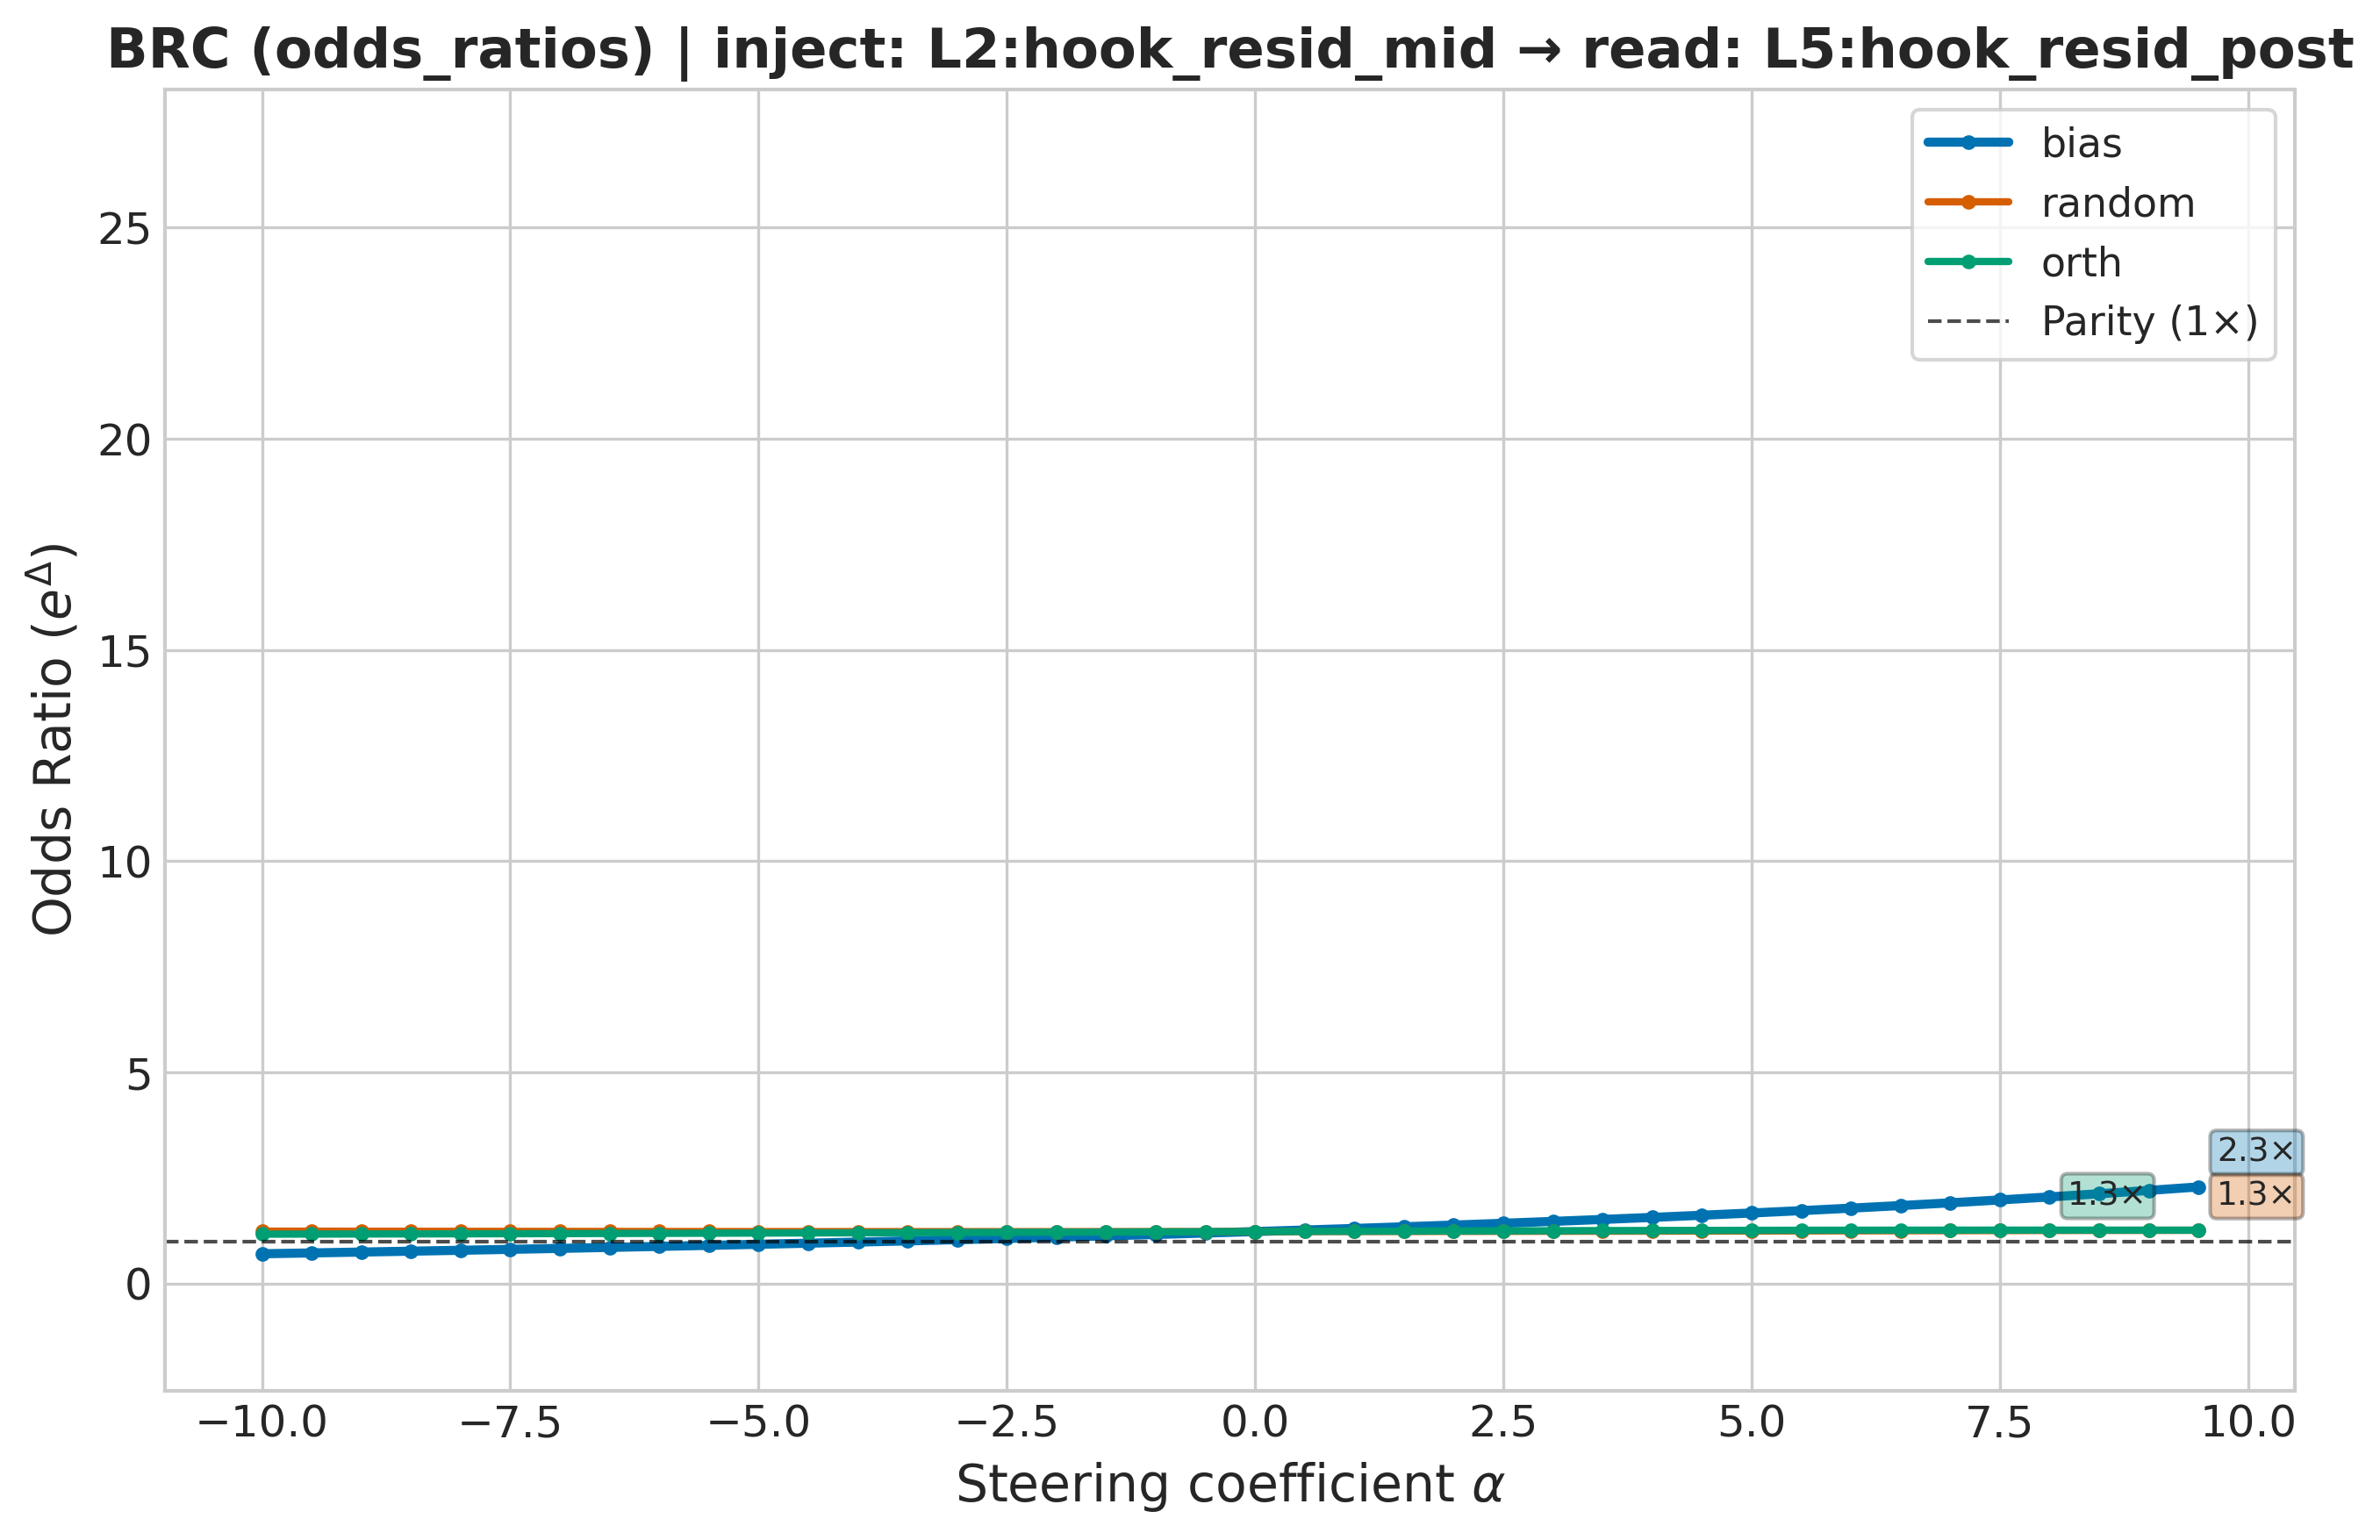 BRC (odds_ratios) | inject: L2:hook_resid_mid → read: L5:hook_resid_post
bias
random
orth
Parity (1×)
25
20
15
10
5
0
Odds Ratio (e^Δ)
2.3×
1.3×
1.3×
−10.0
−7.5
−5.0
−2.5
0.0
2.5
5.0
7.5
10.0
Steering coefficient α